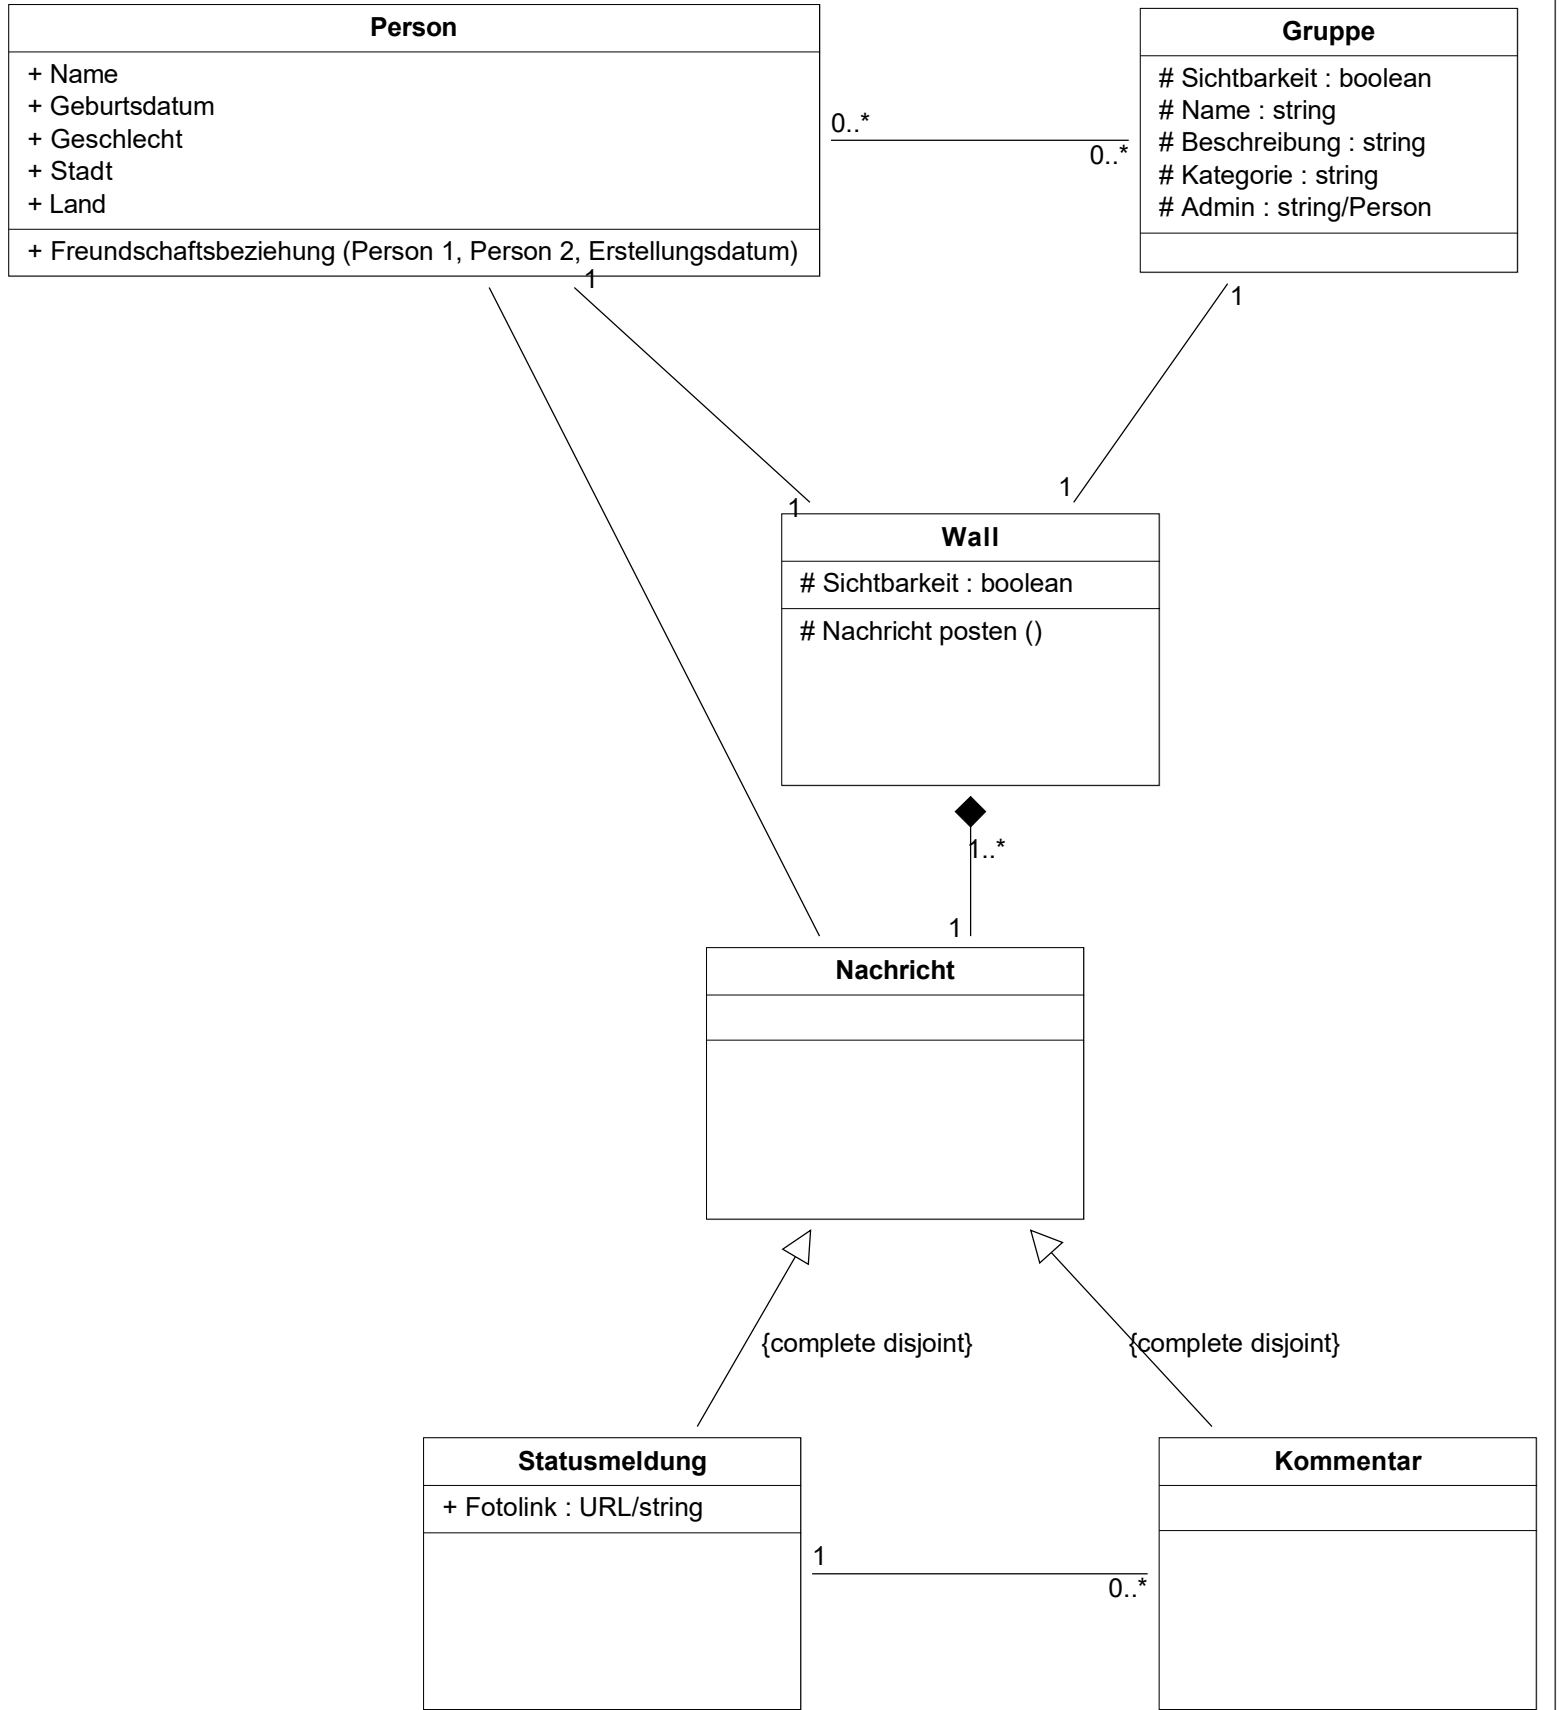 Person
+ Name
+ Geburtsdatum
+ Geschlecht
+ Stadt
+ Land
+ Freundschaftsbeziehung (Person 1, Person 2, Erstellungsdatum)
Gruppe
# Sichtbarkeit : boolean
# Name : string
# Beschreibung : string
# Kategorie : string
# Admin : string/Person
0..*
0..*
1
1
1
1
Wall
# Sichtbarkeit : boolean
# Nachricht posten ()
1..*
1
Nachricht
{complete disjoint}
{complete disjoint}
Statusmeldung
+ Fotolink : URL/string
Kommentar
1
0..*